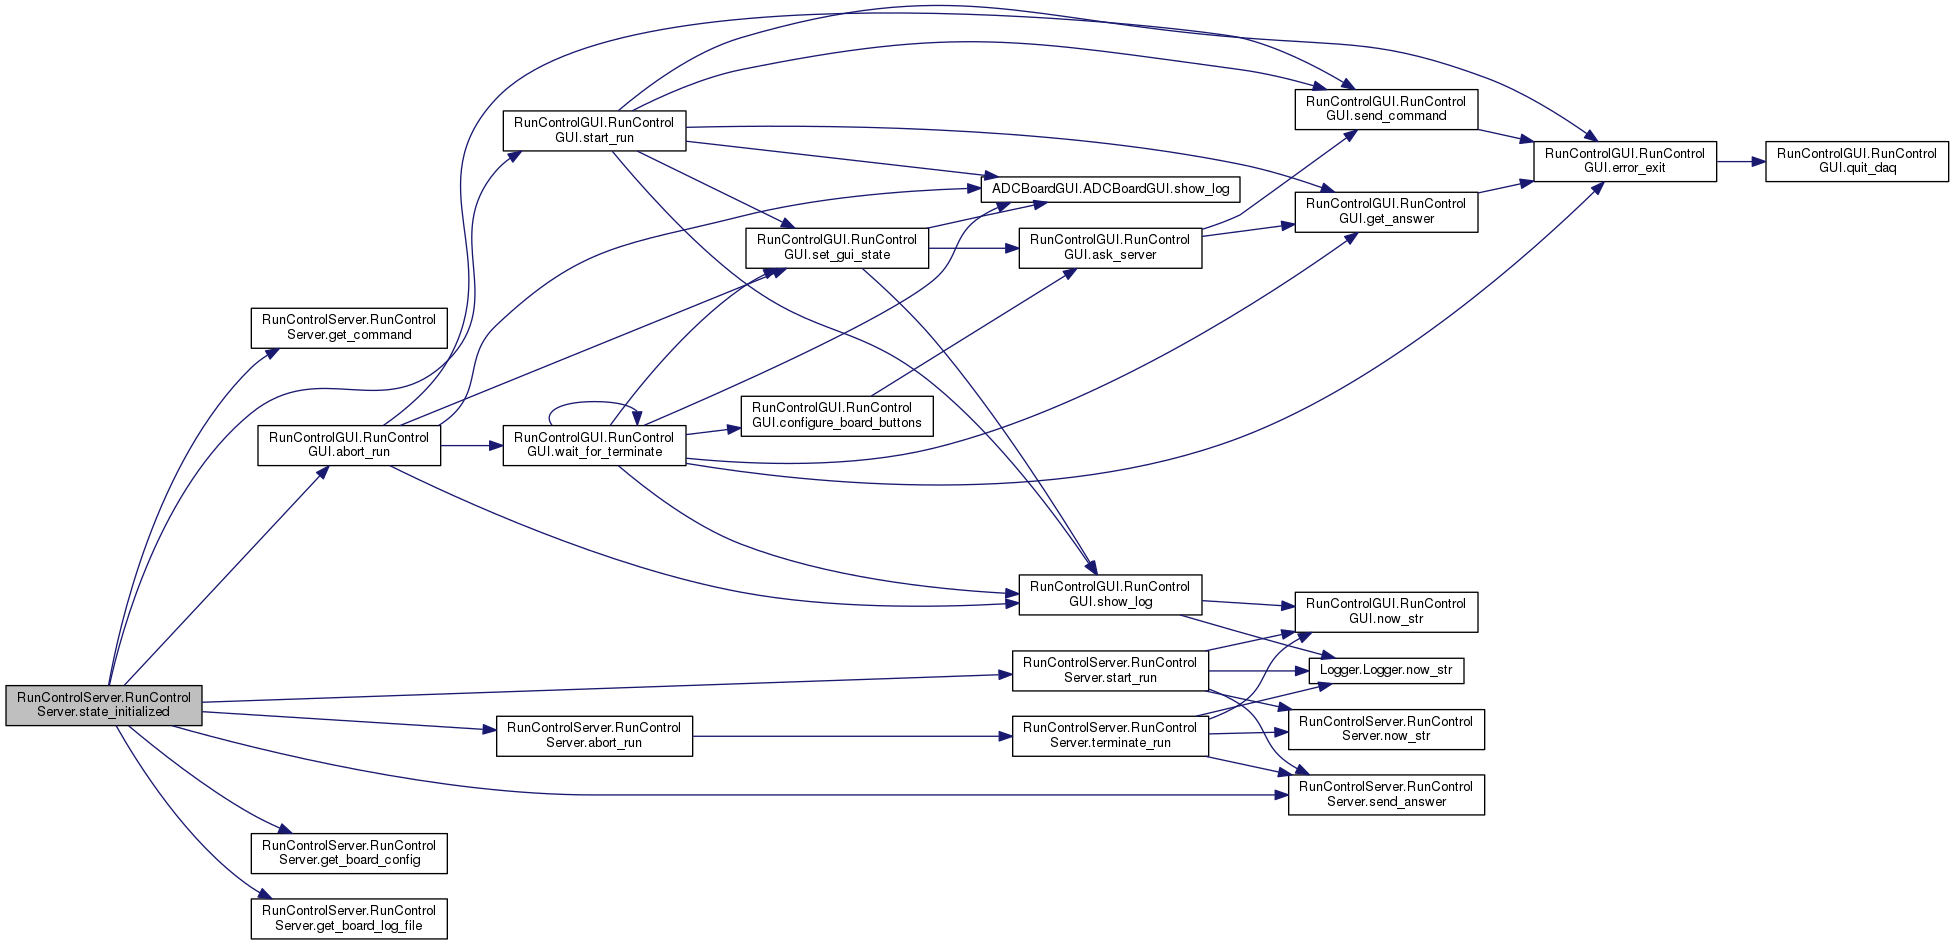 RunControlGUI.RunControl
GUI.send_command
RunControlGUI.RunControl
GUI.start_run
RunControlGUI.RunControl
GUI.error_exit
RunControlGUI.RunControl
GUI.quit_daq
ADCBoardGUI.ADCBoardGUI.show_log
RunControlGUI.RunControl
GUI.get_answer
RunControlGUI.RunControl
GUI.set_gui_state
RunControlGUI.RunControl
GUI.ask_server
RunControlServer.RunControl
Server.get_command
RunControlGUI.RunControl
GUI.configure_board_buttons
RunControlGUI.RunControl
GUI.abort_run
RunControlGUI.RunControl
GUI.wait_for_terminate
RunControlGUI.RunControl
GUI.show_log
RunControlGUI.RunControl
GUI.now_str
RunControlServer.RunControl
Server.start_run
Logger.Logger.now_str
RunControlServer.RunControl
Server.state_initialized
RunControlServer.RunControl
Server.abort_run
RunControlServer.RunControl
Server.terminate_run
RunControlServer.RunControl
Server.now_str
RunControlServer.RunControl
Server.send_answer
RunControlServer.RunControl
Server.get_board_config
RunControlServer.RunControl
Server.get_board_log_file